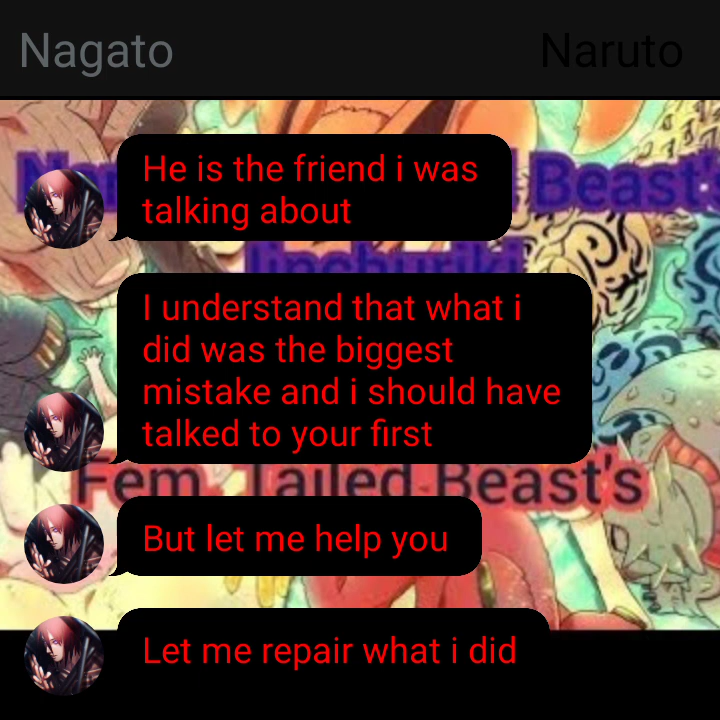 Nagato Naruto
He is the friend i was
talking about
Beast's
I understand that what i
did was the biggest
mistake and i should have
talked to your first
Fem. Tailed Beast's
But let me help you
Let me repair what i did